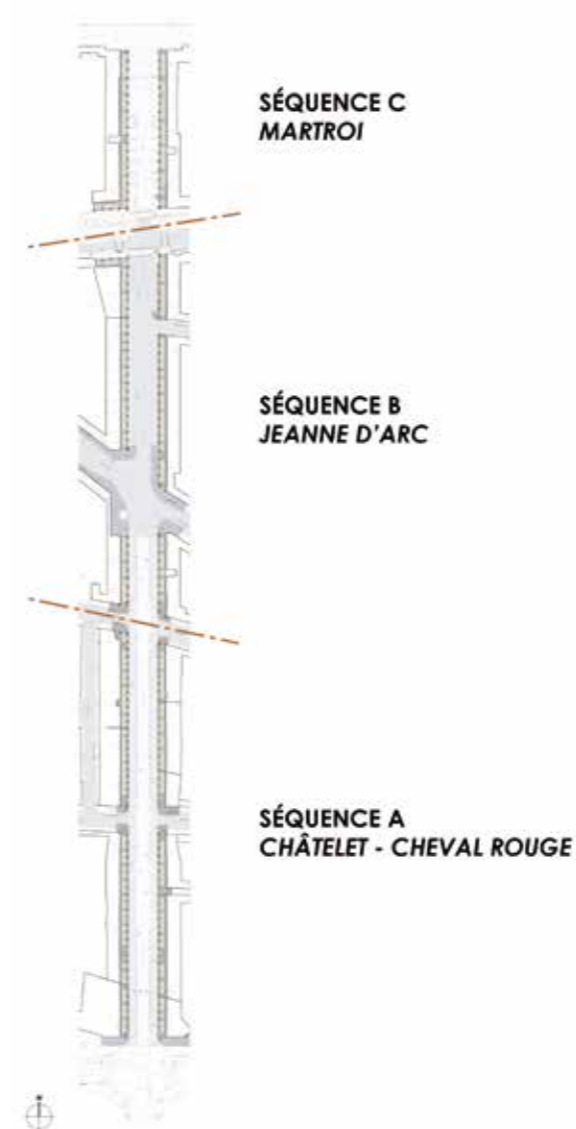 SÉQUENCE C
MARTROI
SÉQUENCE B
JEANNE D'ARC
SÉQUENCE A
CHÂTELET - CHEVAL ROUGE